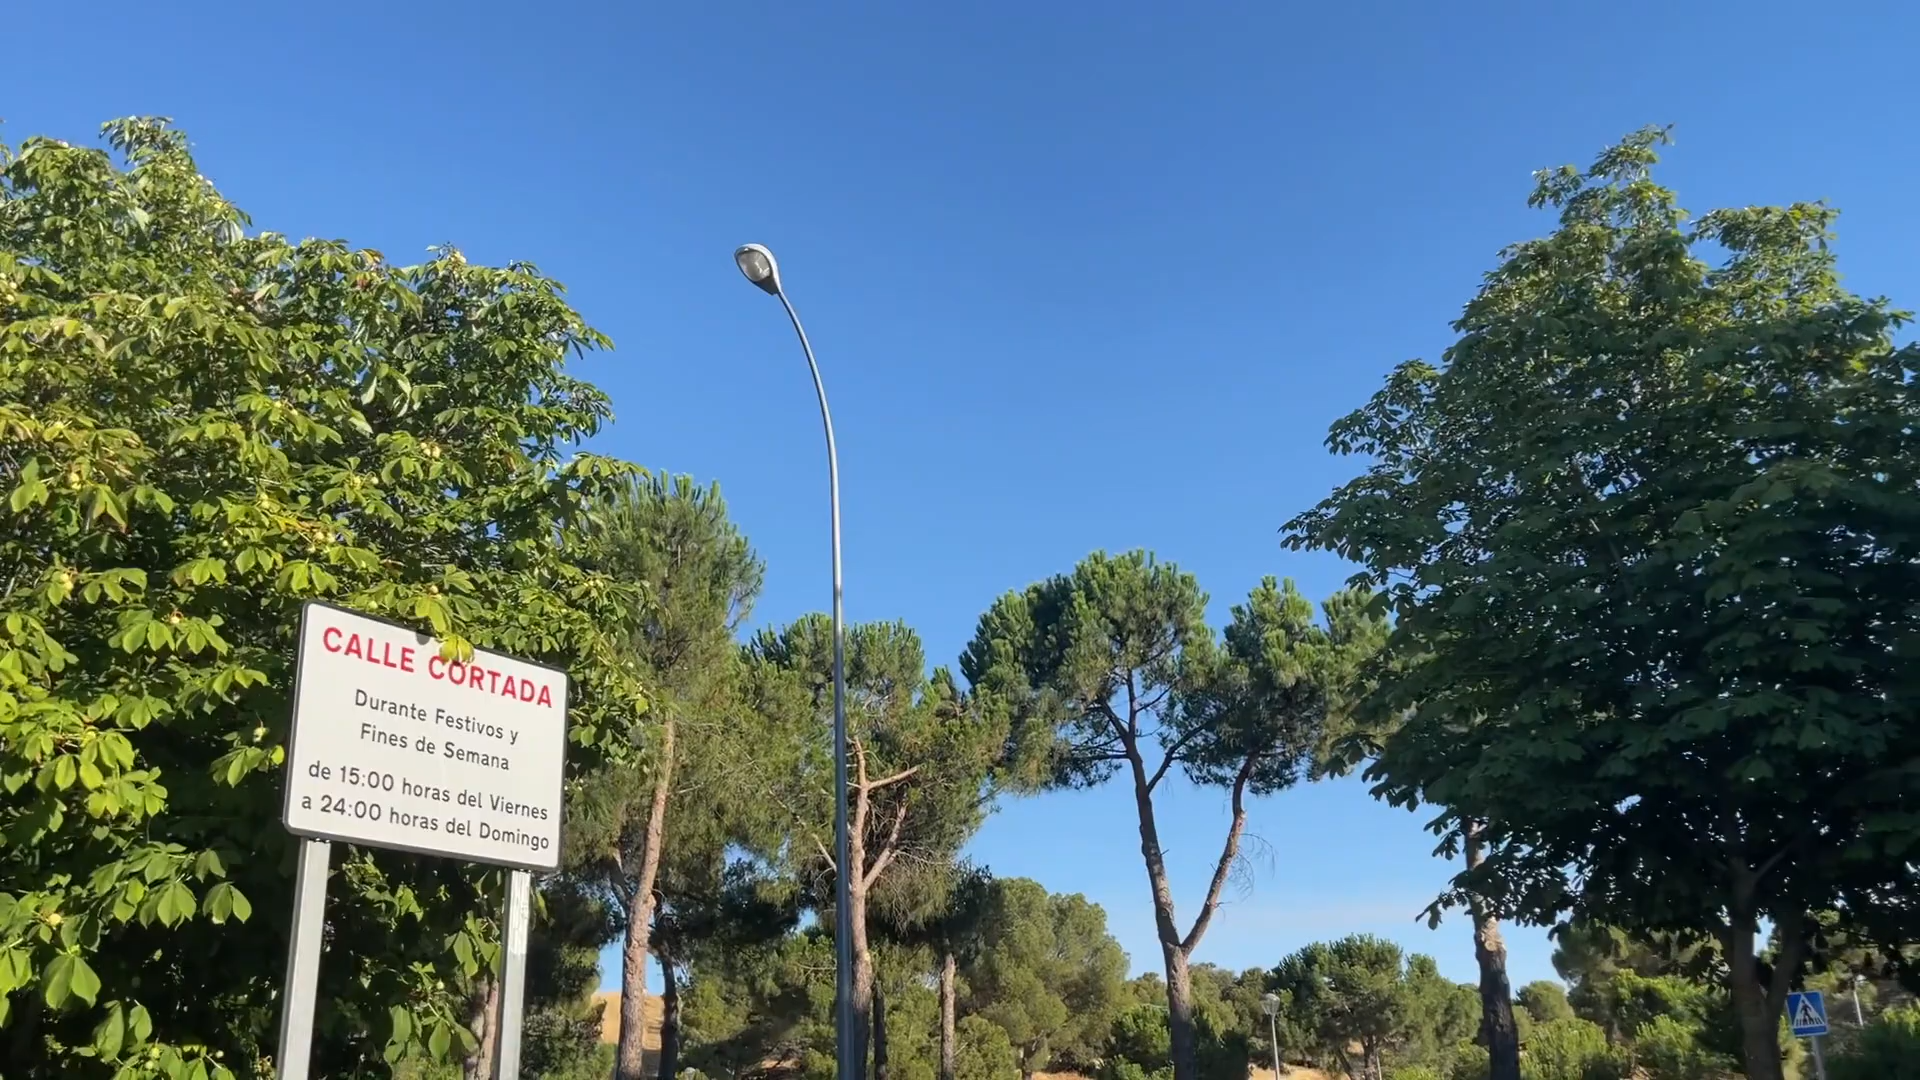 CALLE CORTADA
Durante Festivos y
Fines de Semana
de 15:00 horas del Viernes
a 24:00 horas del Domingo